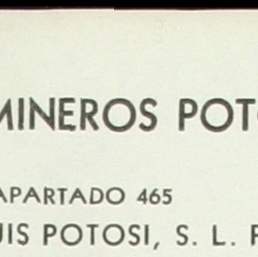 MINEROS POT
APARTADO 465
UIS POTOSI, S. L. P